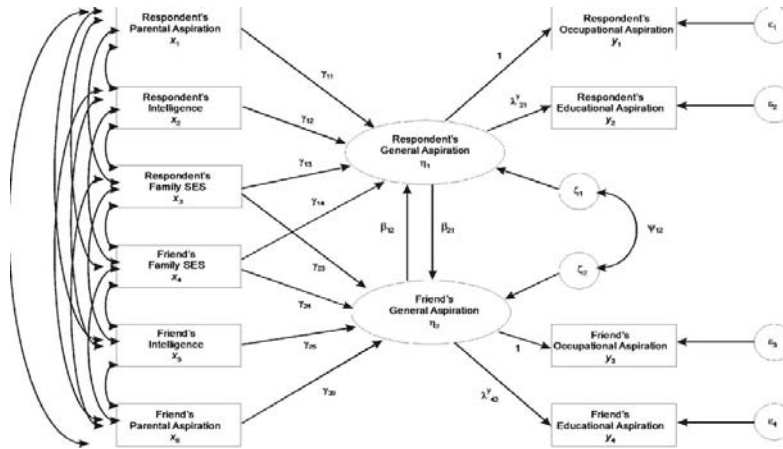 Respondent's
Parental Aspiration
x₁
Respondent's
Intelligence
x₂
Respondent's
Family SES
x₃
Friend's
Family SES
x₄
Friend's
Intelligence
x₅
Friend's
Parental Aspiration
x₆
γ₁₁
γ₁₂
γ₁₃
γ₁₄
γ₂₃
γ₂₄
γ₂₅
Respondent's
General Aspiration
η₁
β₁₂
β₂₁
Friend's
General Aspiration
η₂
1
λʸ₂₁
1
λʸ₄₂
Respondent's
Occupational Aspiration
y₁
Respondent's
Educational Aspiration
y₂
ζ₁
ζ₂
ψ₁₂
Friend's
Occupational Aspiration
y₃
Friend's
Educational Aspiration
y₄
ε₁
ε₂
ε₃
ε₄